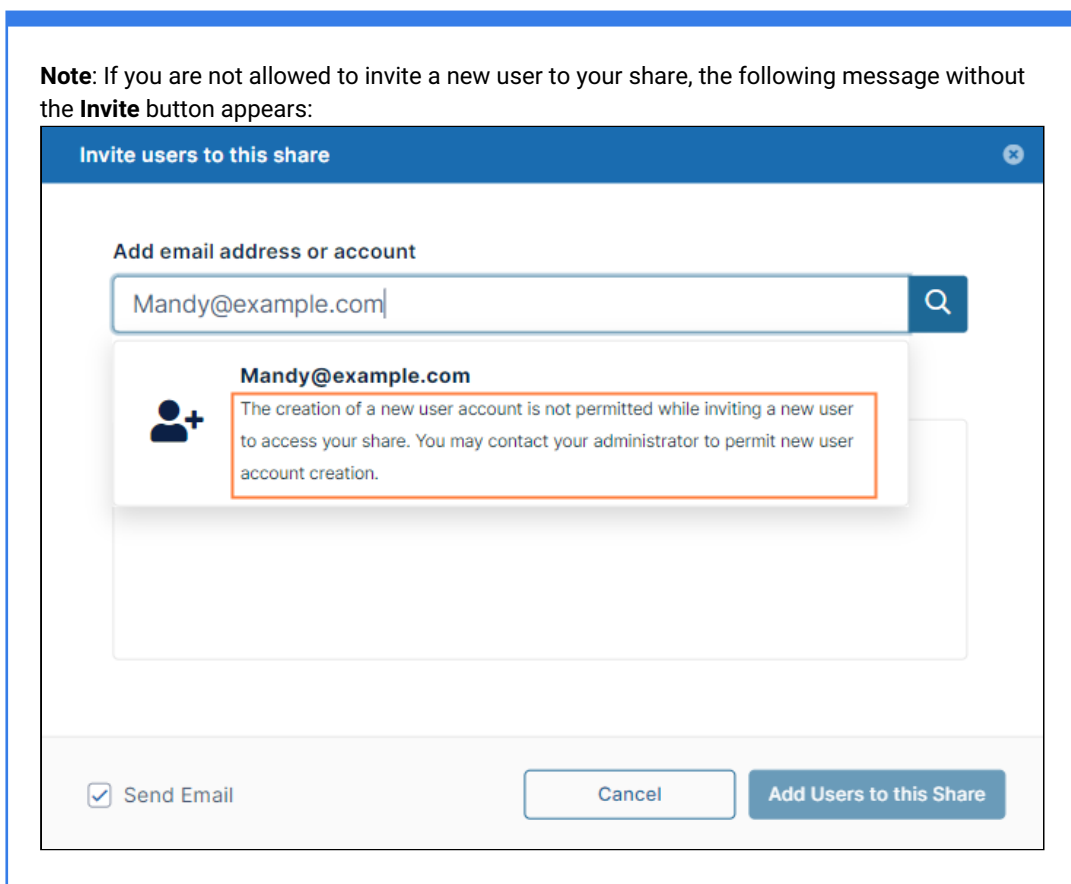 Note: If you are not allowed to invite a new user to your share, the following message without
the Invite button appears:
Invite users to this share
Add email address or account
Mandy@example.com
Mandy@example.com
The creation of a new user account is not permitted while inviting a new user
to access your share. You may contact your administrator to permit new user
account creation.
Send Email
Cancel
Add Users to this Share